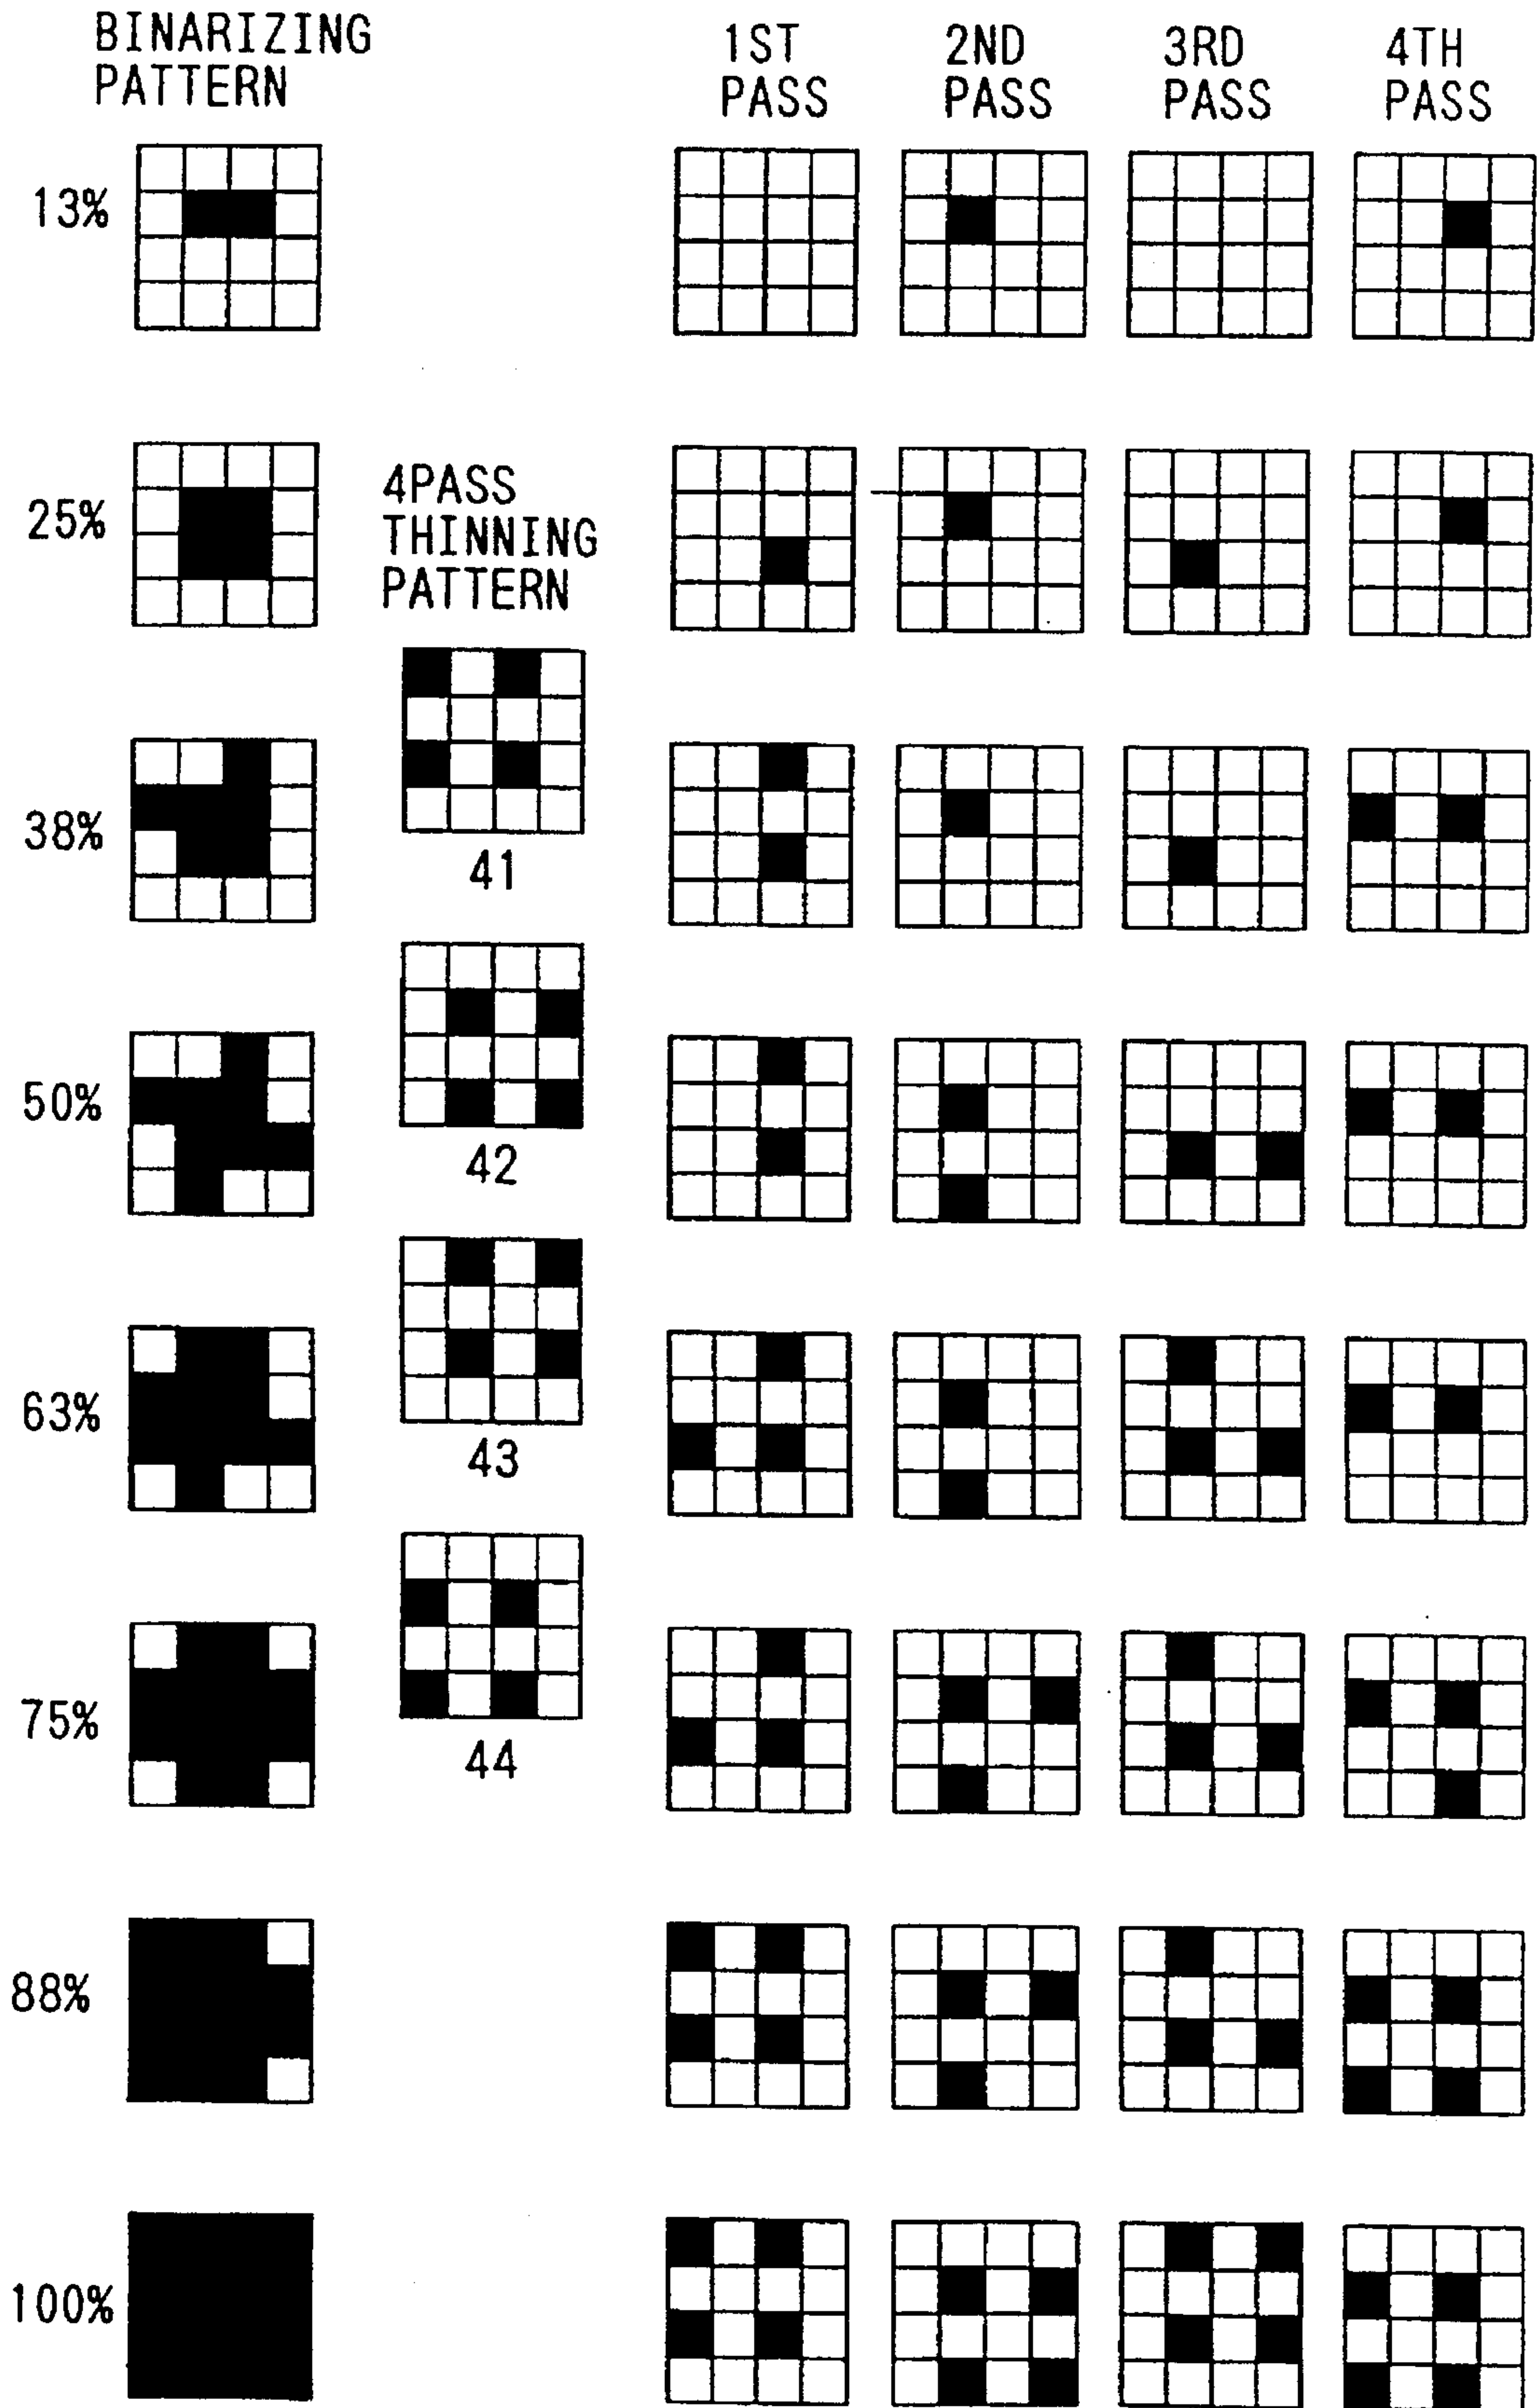 BINARIZING
PATTERN
1ST
PASS
2ND
PASS
3RD
PASS
4TH
PASS
13%
25%
4PASS
THINNING
PATTERN
38%
41
50%
42
63%
43
75%
44
88%
100%